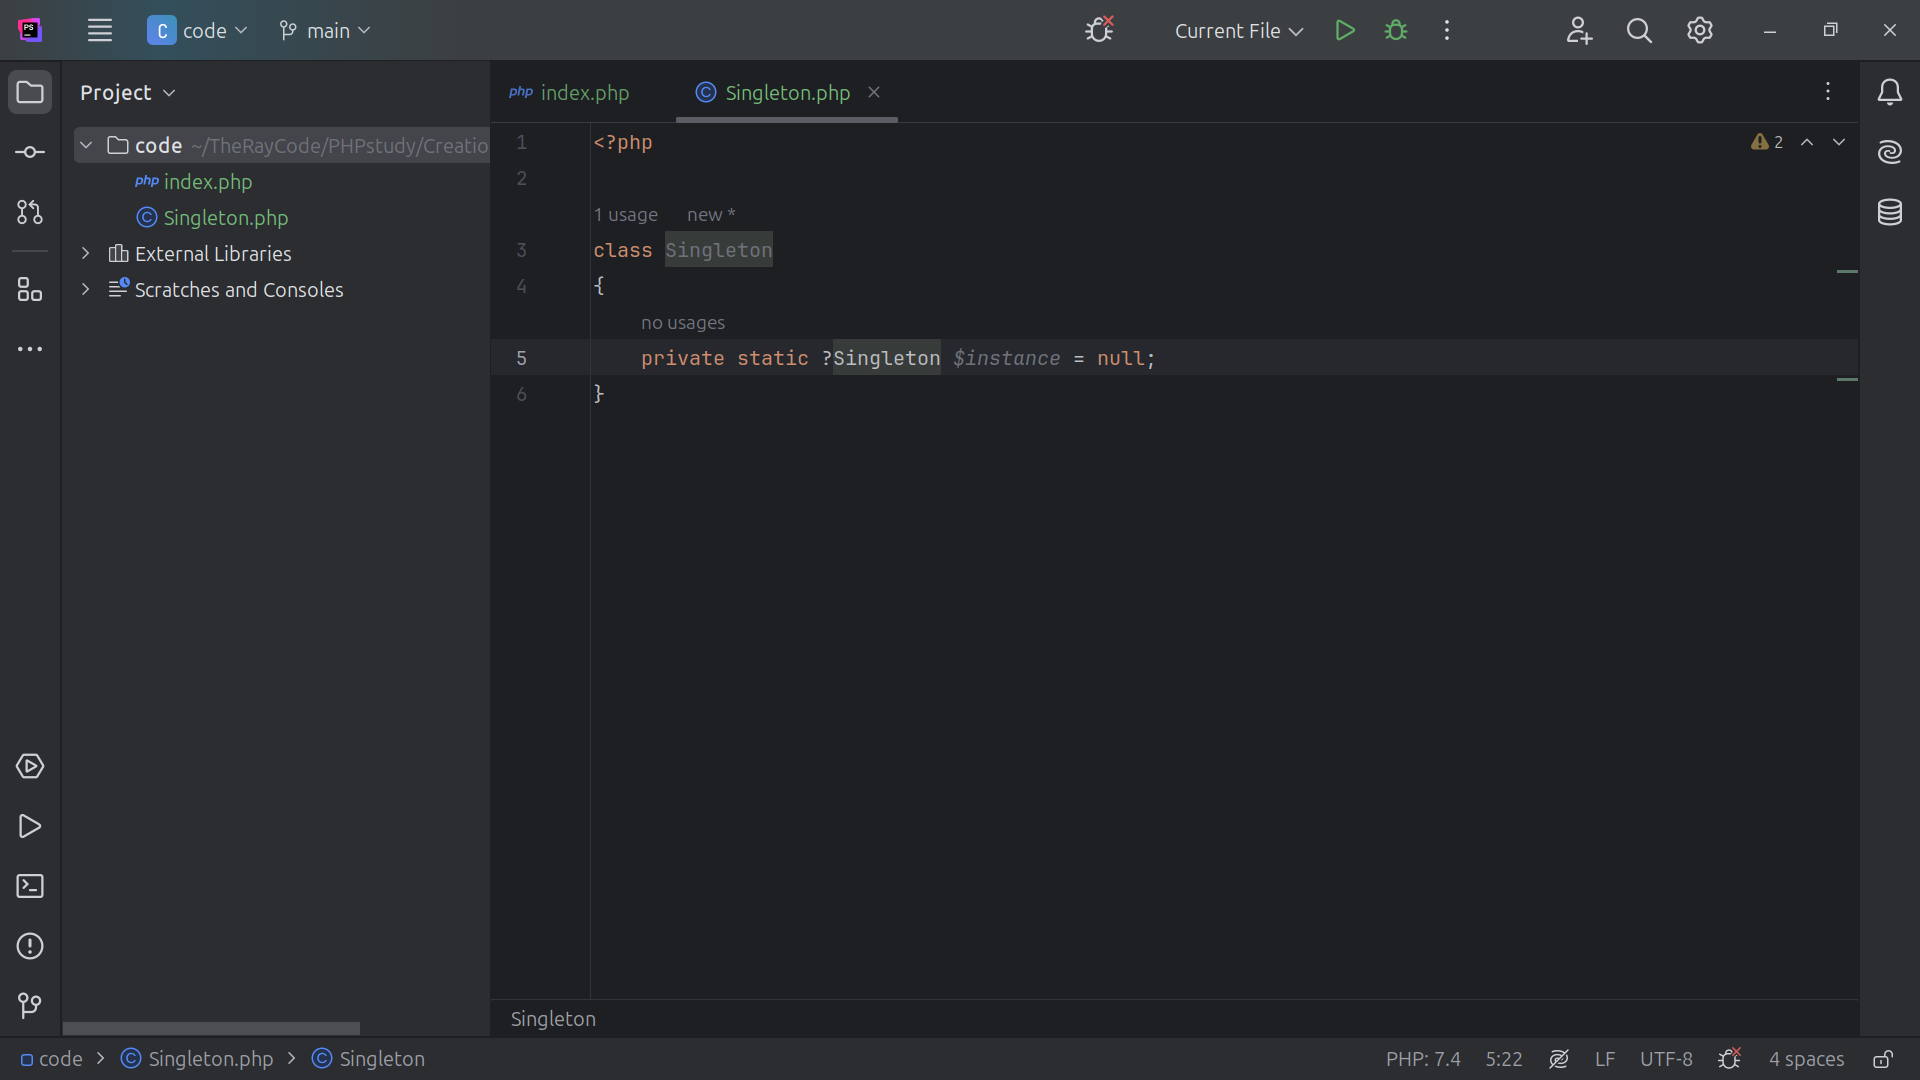 PS
C code
main
Current File
Project
php index.php
C Singleton.php
code ~/TheRayCode/PHPstudy/Creatio
php index.php
C Singleton.php
External Libraries
Scratches and Consoles
1 <?php
2
2
1 usage new *
3 class Singleton
4 {
no usages
5 private static ?Singleton $instance = null;
6 }
Singleton
code > C Singleton.php > C Singleton
PHP: 7.4 5:22 LF UTF-8 4 spaces